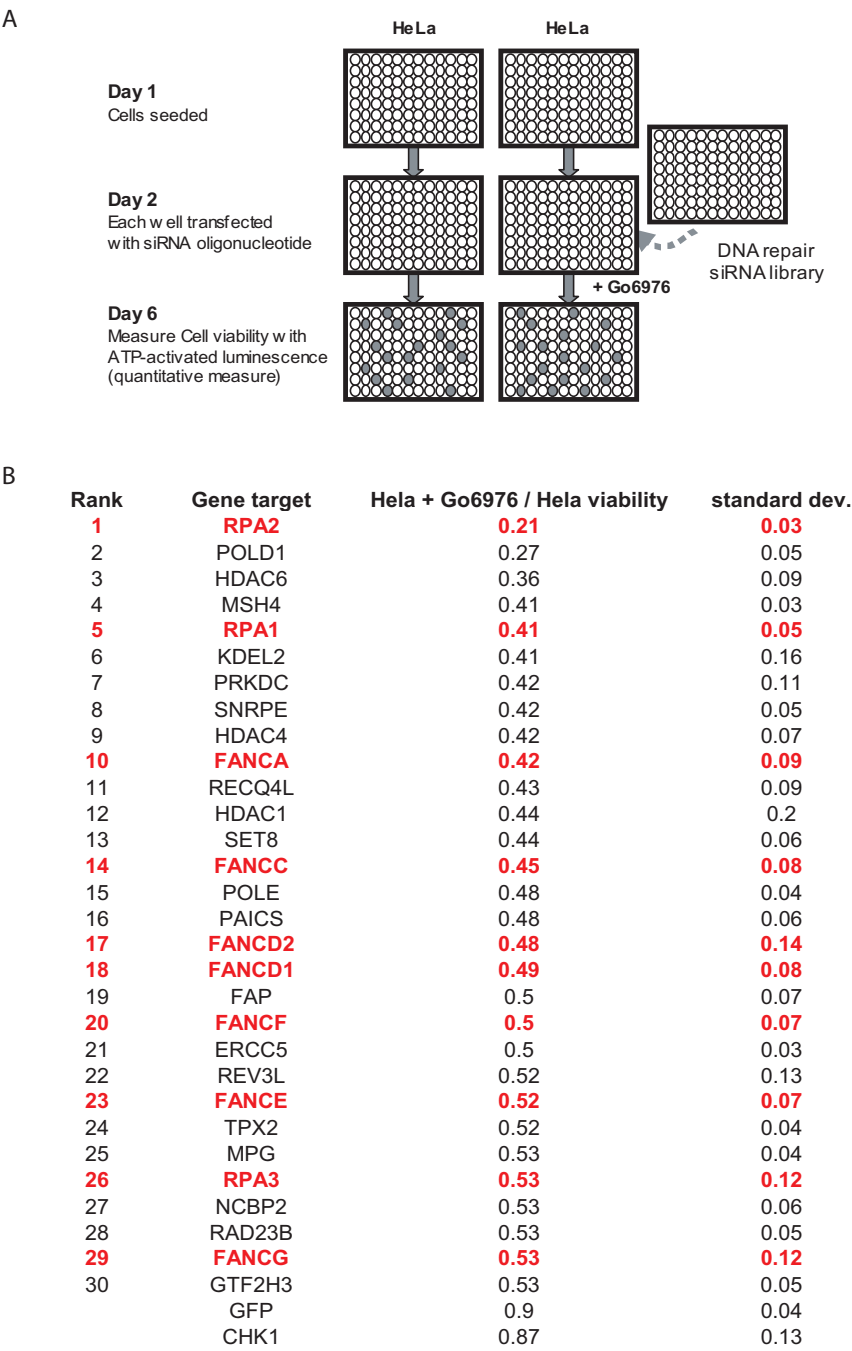 A
HeLa HeLa
Day 1
Cells seeded
Day 2
Each well transfected
with siRNA oligonucleotide
DNA repair
siRNA library
+ Go6976
Day 6
Measure Cell viability with
ATP-activated luminescence
(quantitative measure)
B
Rank Gene target Hela + Go6976 / Hela viability standard dev.
1 RPA2 0.21 0.03
2 POLD1 0.27 0.05
3 HDAC6 0.36 0.09
4 MSH4 0.41 0.03
5 RPA1 0.41 0.05
6 KDEL2 0.41 0.16
7 PRKDC 0.42 0.11
8 SNRPE 0.42 0.05
9 HDAC4 0.42 0.07
10 FANCA 0.42 0.09
11 RECQ4L 0.43 0.09
12 HDAC1 0.44 0.2
13 SET8 0.44 0.06
14 FANCC 0.45 0.08
15 POLE 0.48 0.04
16 PAICS 0.48 0.06
17 FANCD2 0.48 0.14
18 FANCD1 0.49 0.08
19 FAP 0.5 0.07
20 FANCF 0.5 0.07
21 ERCC5 0.5 0.03
22 REV3L 0.52 0.13
23 FANCE 0.52 0.07
24 TPX2 0.52 0.04
25 MPG 0.53 0.04
26 RPA3 0.53 0.12
27 NCBP2 0.53 0.06
28 RAD23B 0.53 0.05
29 FANCG 0.53 0.12
30 GTF2H3 0.53 0.05
GFP 0.9 0.04
CHK1 0.87 0.13